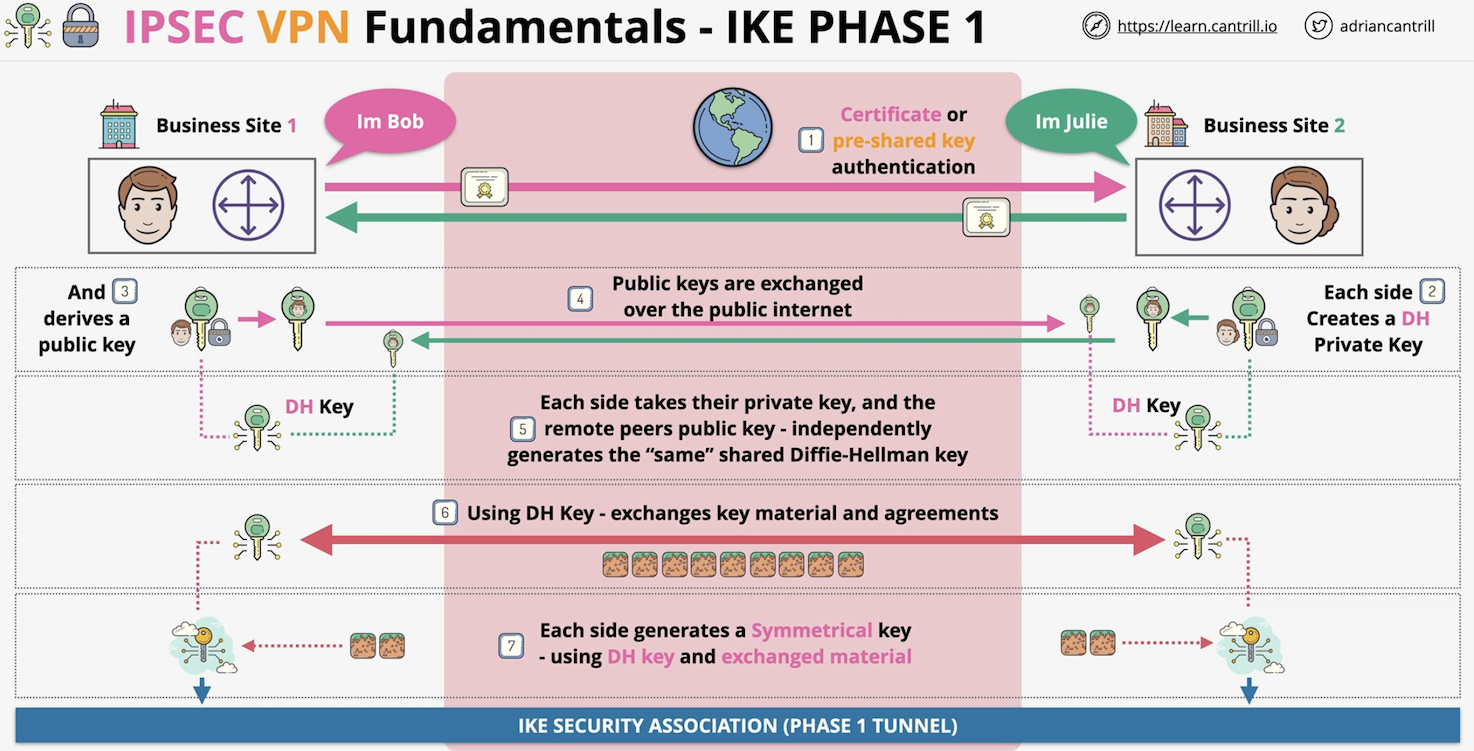 IPSEC VPN Fundamentals - IKE PHASE 1
https://learn.cantrill.io
adriancantrill
Business Site 1
Im Bob
1
Certificate or
pre-shared key
authentication
Im Julie
Business Site 2
And 3
derives a
public key
4
Public keys are exchanged
over the public internet
Each side 2
Creates a DH
Private Key
DH Key
Each side takes their private key, and the
5 remote peers public key - independently
generates the “same” shared Diffie-Hellman key
DH Key
6 Using DH Key - exchanges key material and agreements
7
Each side generates a Symmetrical key
- using DH key and exchanged material
IKE SECURITY ASSOCIATION (PHASE 1 TUNNEL)